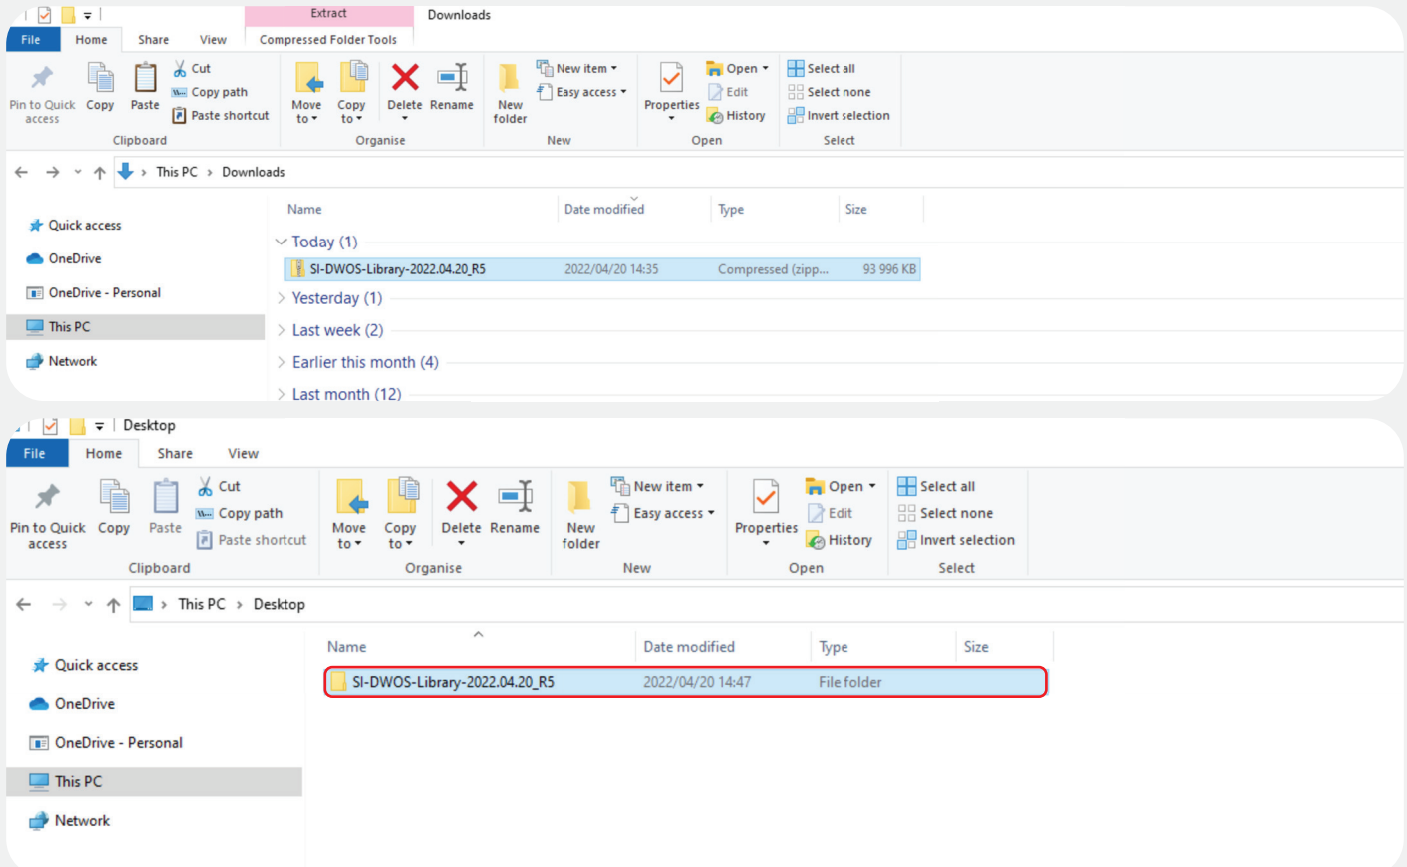 Extract Downloads
File Home Share View Compressed Folder Tools
Pin to Quick access
Copy
Paste
Cut
Copy path
Paste shortcut
Clipboard
Move to
Copy to
Delete
Rename
Organise
New folder
New item
Easy access
New
Properties
Open
Edit
History
Open
Select all
Select none
Invert selection
Select
This PC > Downloads
Quick access
OneDrive
OneDrive - Personal
This PC
Network
Name Date modified Type Size
Today (1)
SI-DWOS-Library-2022.04.20_R5 2022/04/20 14:35 Compressed (zipp... 93 996 KB
Yesterday (1)
Last week (2)
Earlier this month (4)
Last month (12)
Desktop
File Home Share View
Pin to Quick access
Copy
Paste
Cut
Copy path
Paste shortcut
Clipboard
Move to
Copy to
Delete
Rename
Organise
New folder
New item
Easy access
New
Properties
Open
Edit
History
Open
Select all
Select none
Invert selection
Select
This PC > Desktop
Quick access
OneDrive
OneDrive - Personal
This PC
Network
Name Date modified Type Size
SI-DWOS-Library-2022.04.20_R5 2022/04/20 14:47 File folder